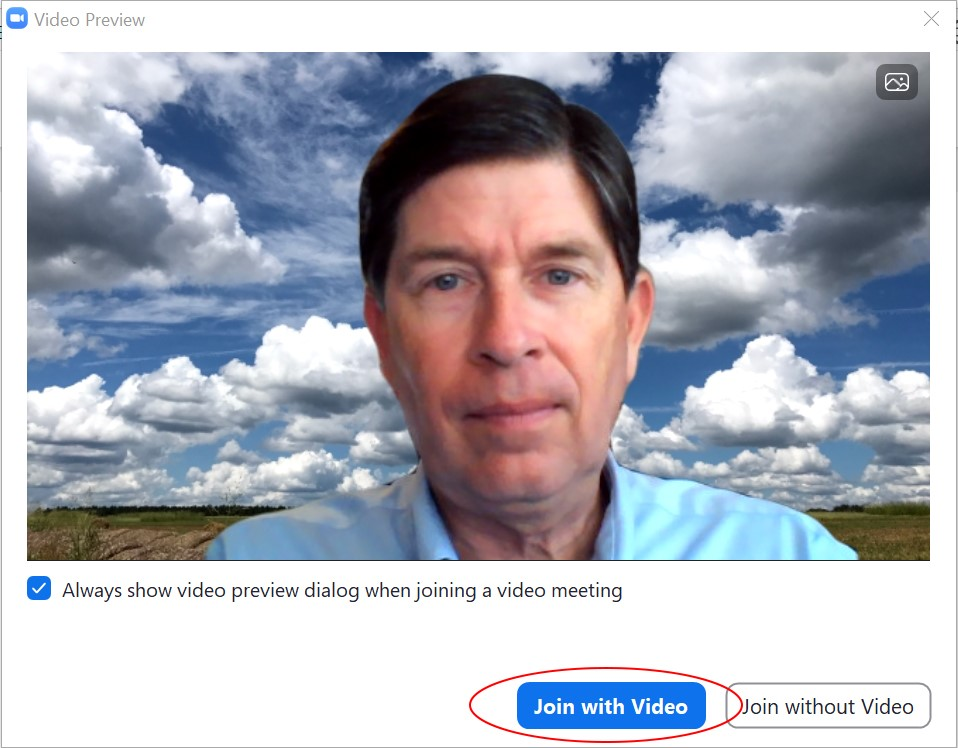 Video Preview
Always show video preview dialog when joining a video meeting
Join with Video
Join without Video